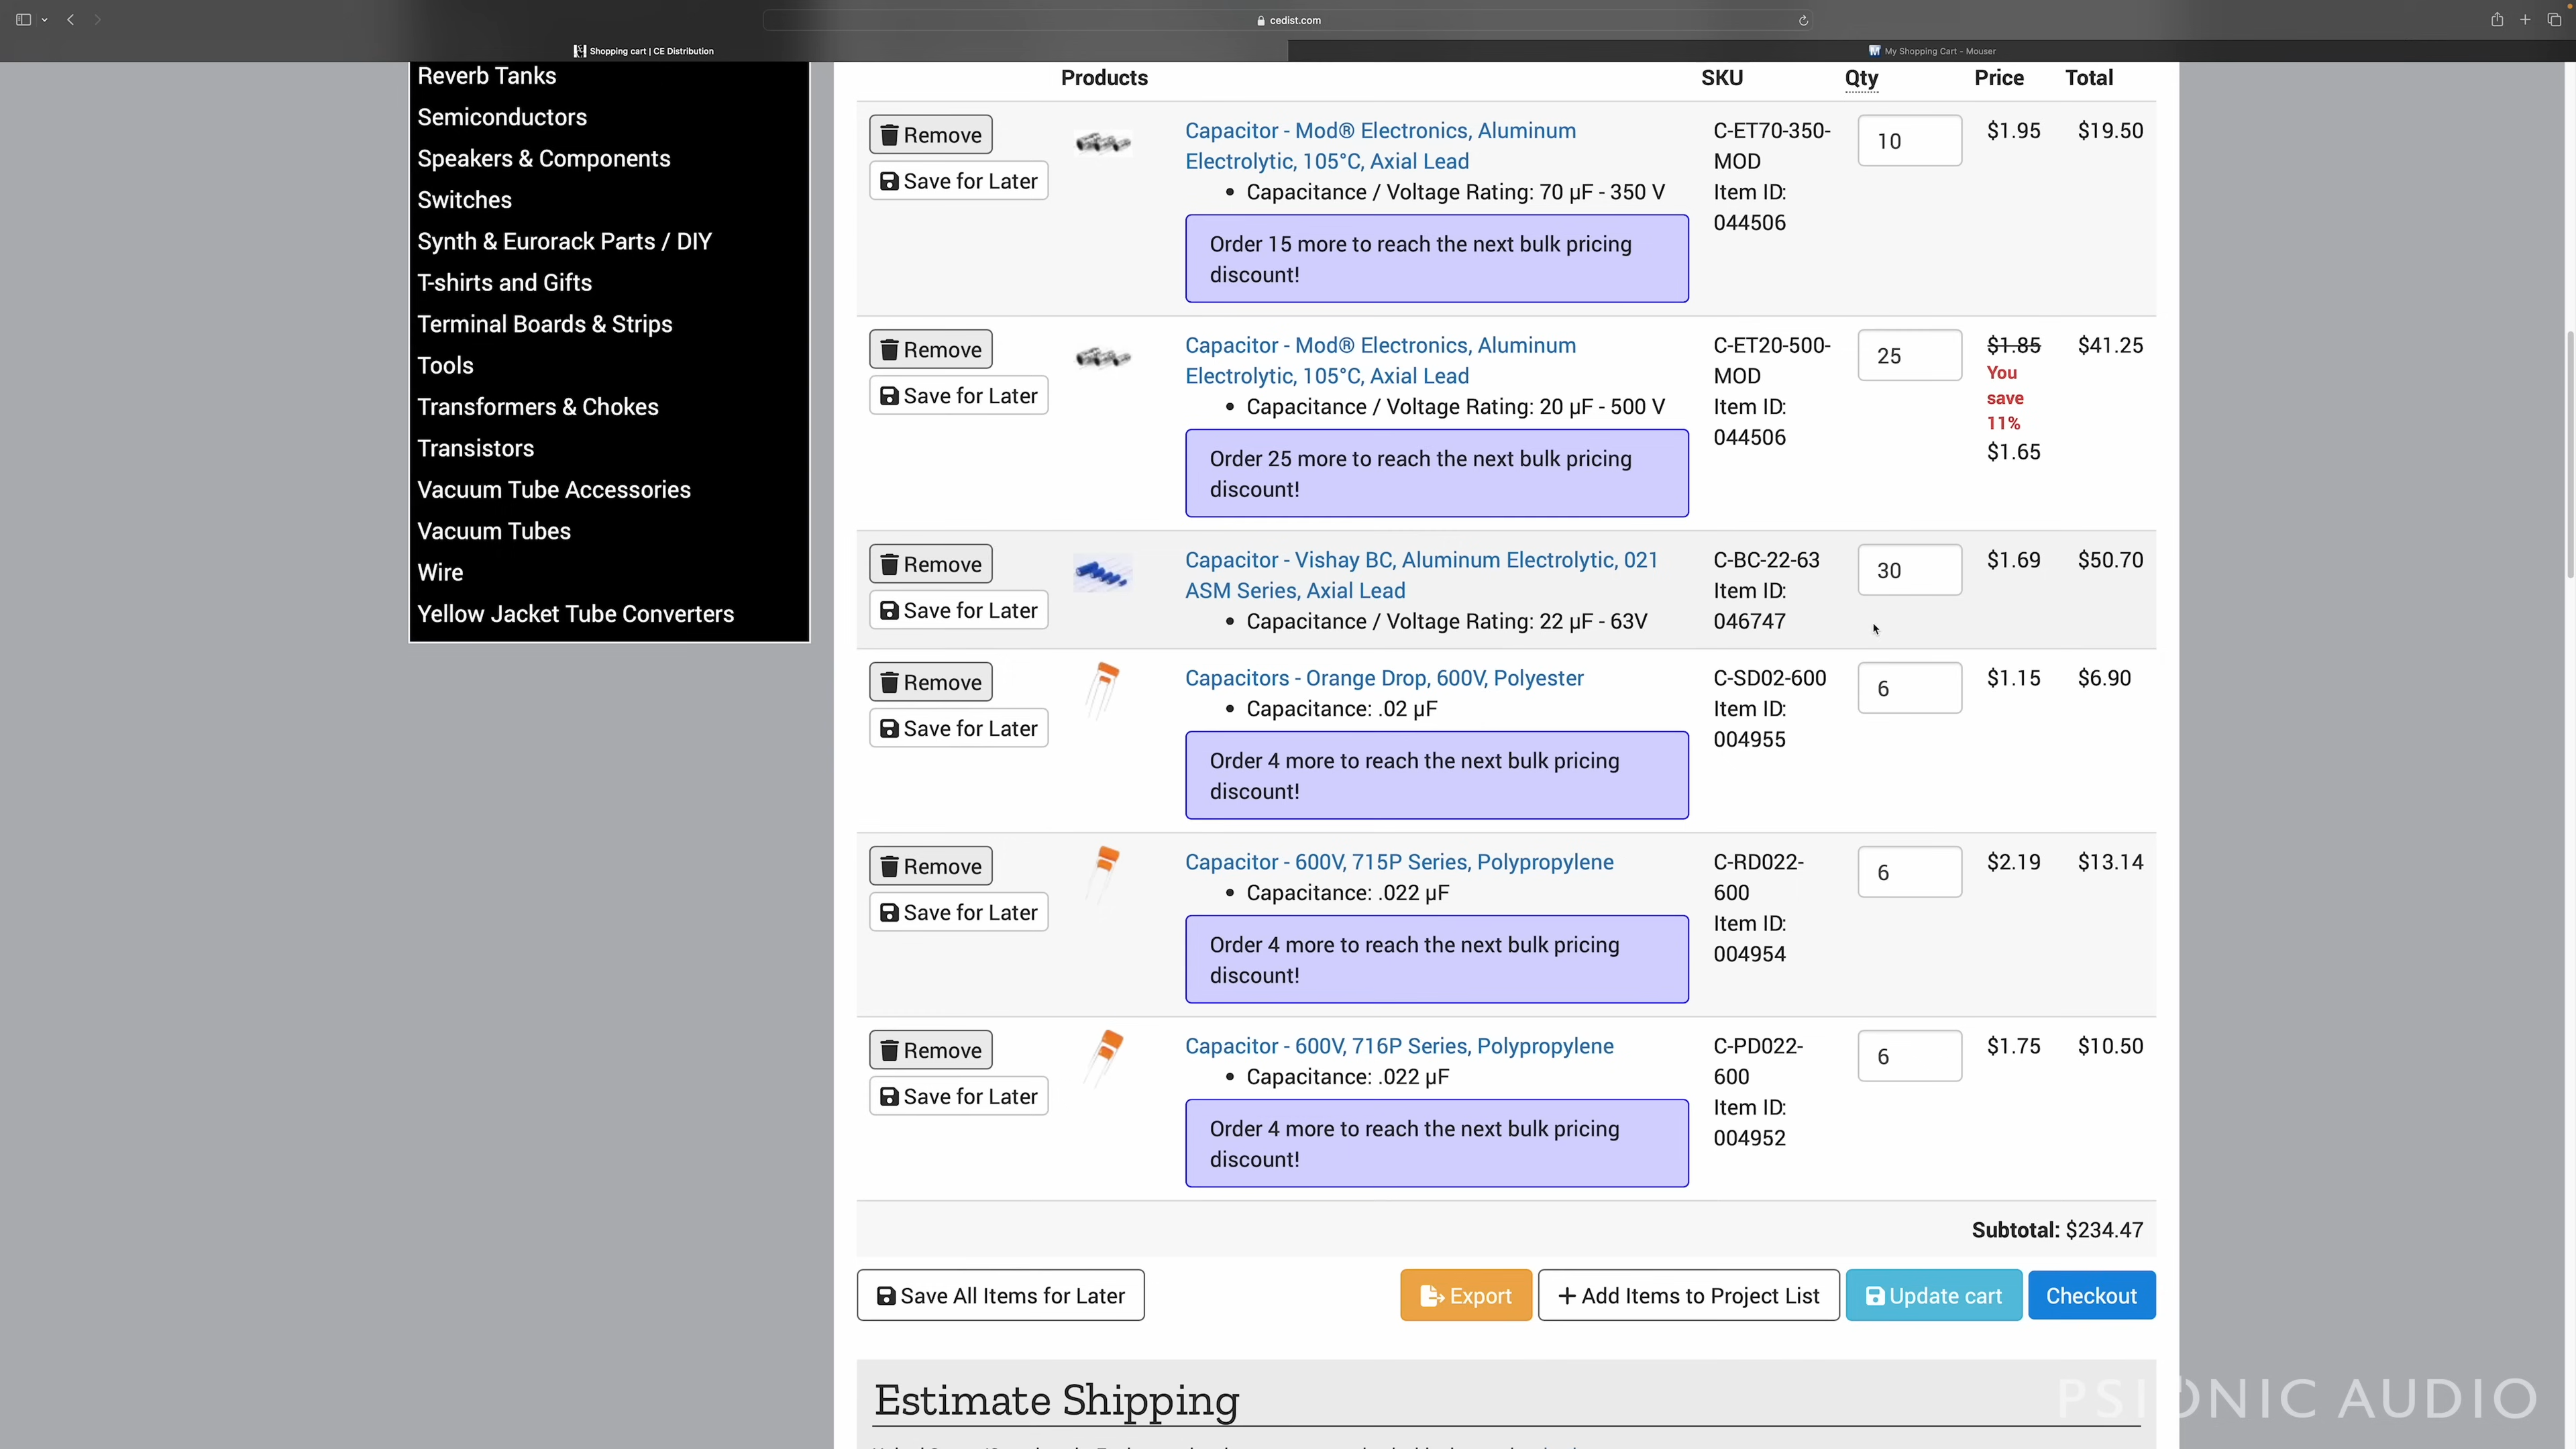 cedist.com
Shopping cart | CE Distribution
My Shopping Cart - Mouser
Reverb Tanks
Semiconductors
Speakers & Components
Switches
Synth & Eurorack Parts / DIY
T-shirts and Gifts
Terminal Boards & Strips
Tools
Transformers & Chokes
Transistors
Vacuum Tube Accessories
Vacuum Tubes
Wire
Yellow Jacket Tube Converters
Products SKU Qty Price Total
Remove
Save for Later
Capacitor - Mod® Electronics, Aluminum
Electrolytic, 105°C, Axial Lead
• Capacitance / Voltage Rating: 70 µF - 350 V
Order 15 more to reach the next bulk pricing
discount!
C-ET70-350-
MOD
Item ID:
044506
10
$1.95
$19.50
Remove
Save for Later
Capacitor - Mod® Electronics, Aluminum
Electrolytic, 105°C, Axial Lead
• Capacitance / Voltage Rating: 20 µF - 500 V
Order 25 more to reach the next bulk pricing
discount!
C-ET20-500-
MOD
Item ID:
044506
25
$1.85
You
save
11%
$1.65
$41.25
Remove
Save for Later
Capacitor - Vishay BC, Aluminum Electrolytic, 021
ASM Series, Axial Lead
• Capacitance / Voltage Rating: 22 µF - 63V
C-BC-22-63
Item ID:
046747
30
$1.69
$50.70
Remove
Save for Later
Capacitors - Orange Drop, 600V, Polyester
• Capacitance: .02 µF
Order 4 more to reach the next bulk pricing
discount!
C-SD02-600
Item ID:
004955
6
$1.15
$6.90
Remove
Save for Later
Capacitor - 600V, 715P Series, Polypropylene
• Capacitance: .022 µF
Order 4 more to reach the next bulk pricing
discount!
C-RD022-
600
Item ID:
004954
6
$2.19
$13.14
Remove
Save for Later
Capacitor - 600V, 716P Series, Polypropylene
• Capacitance: .022 µF
Order 4 more to reach the next bulk pricing
discount!
C-PD022-
600
Item ID:
004952
6
$1.75
$10.50
Subtotal: $234.47
Save All Items for Later
Export
+ Add Items to Project List
Update cart
Checkout
Estimate Shipping
PSIONIC AUDIO